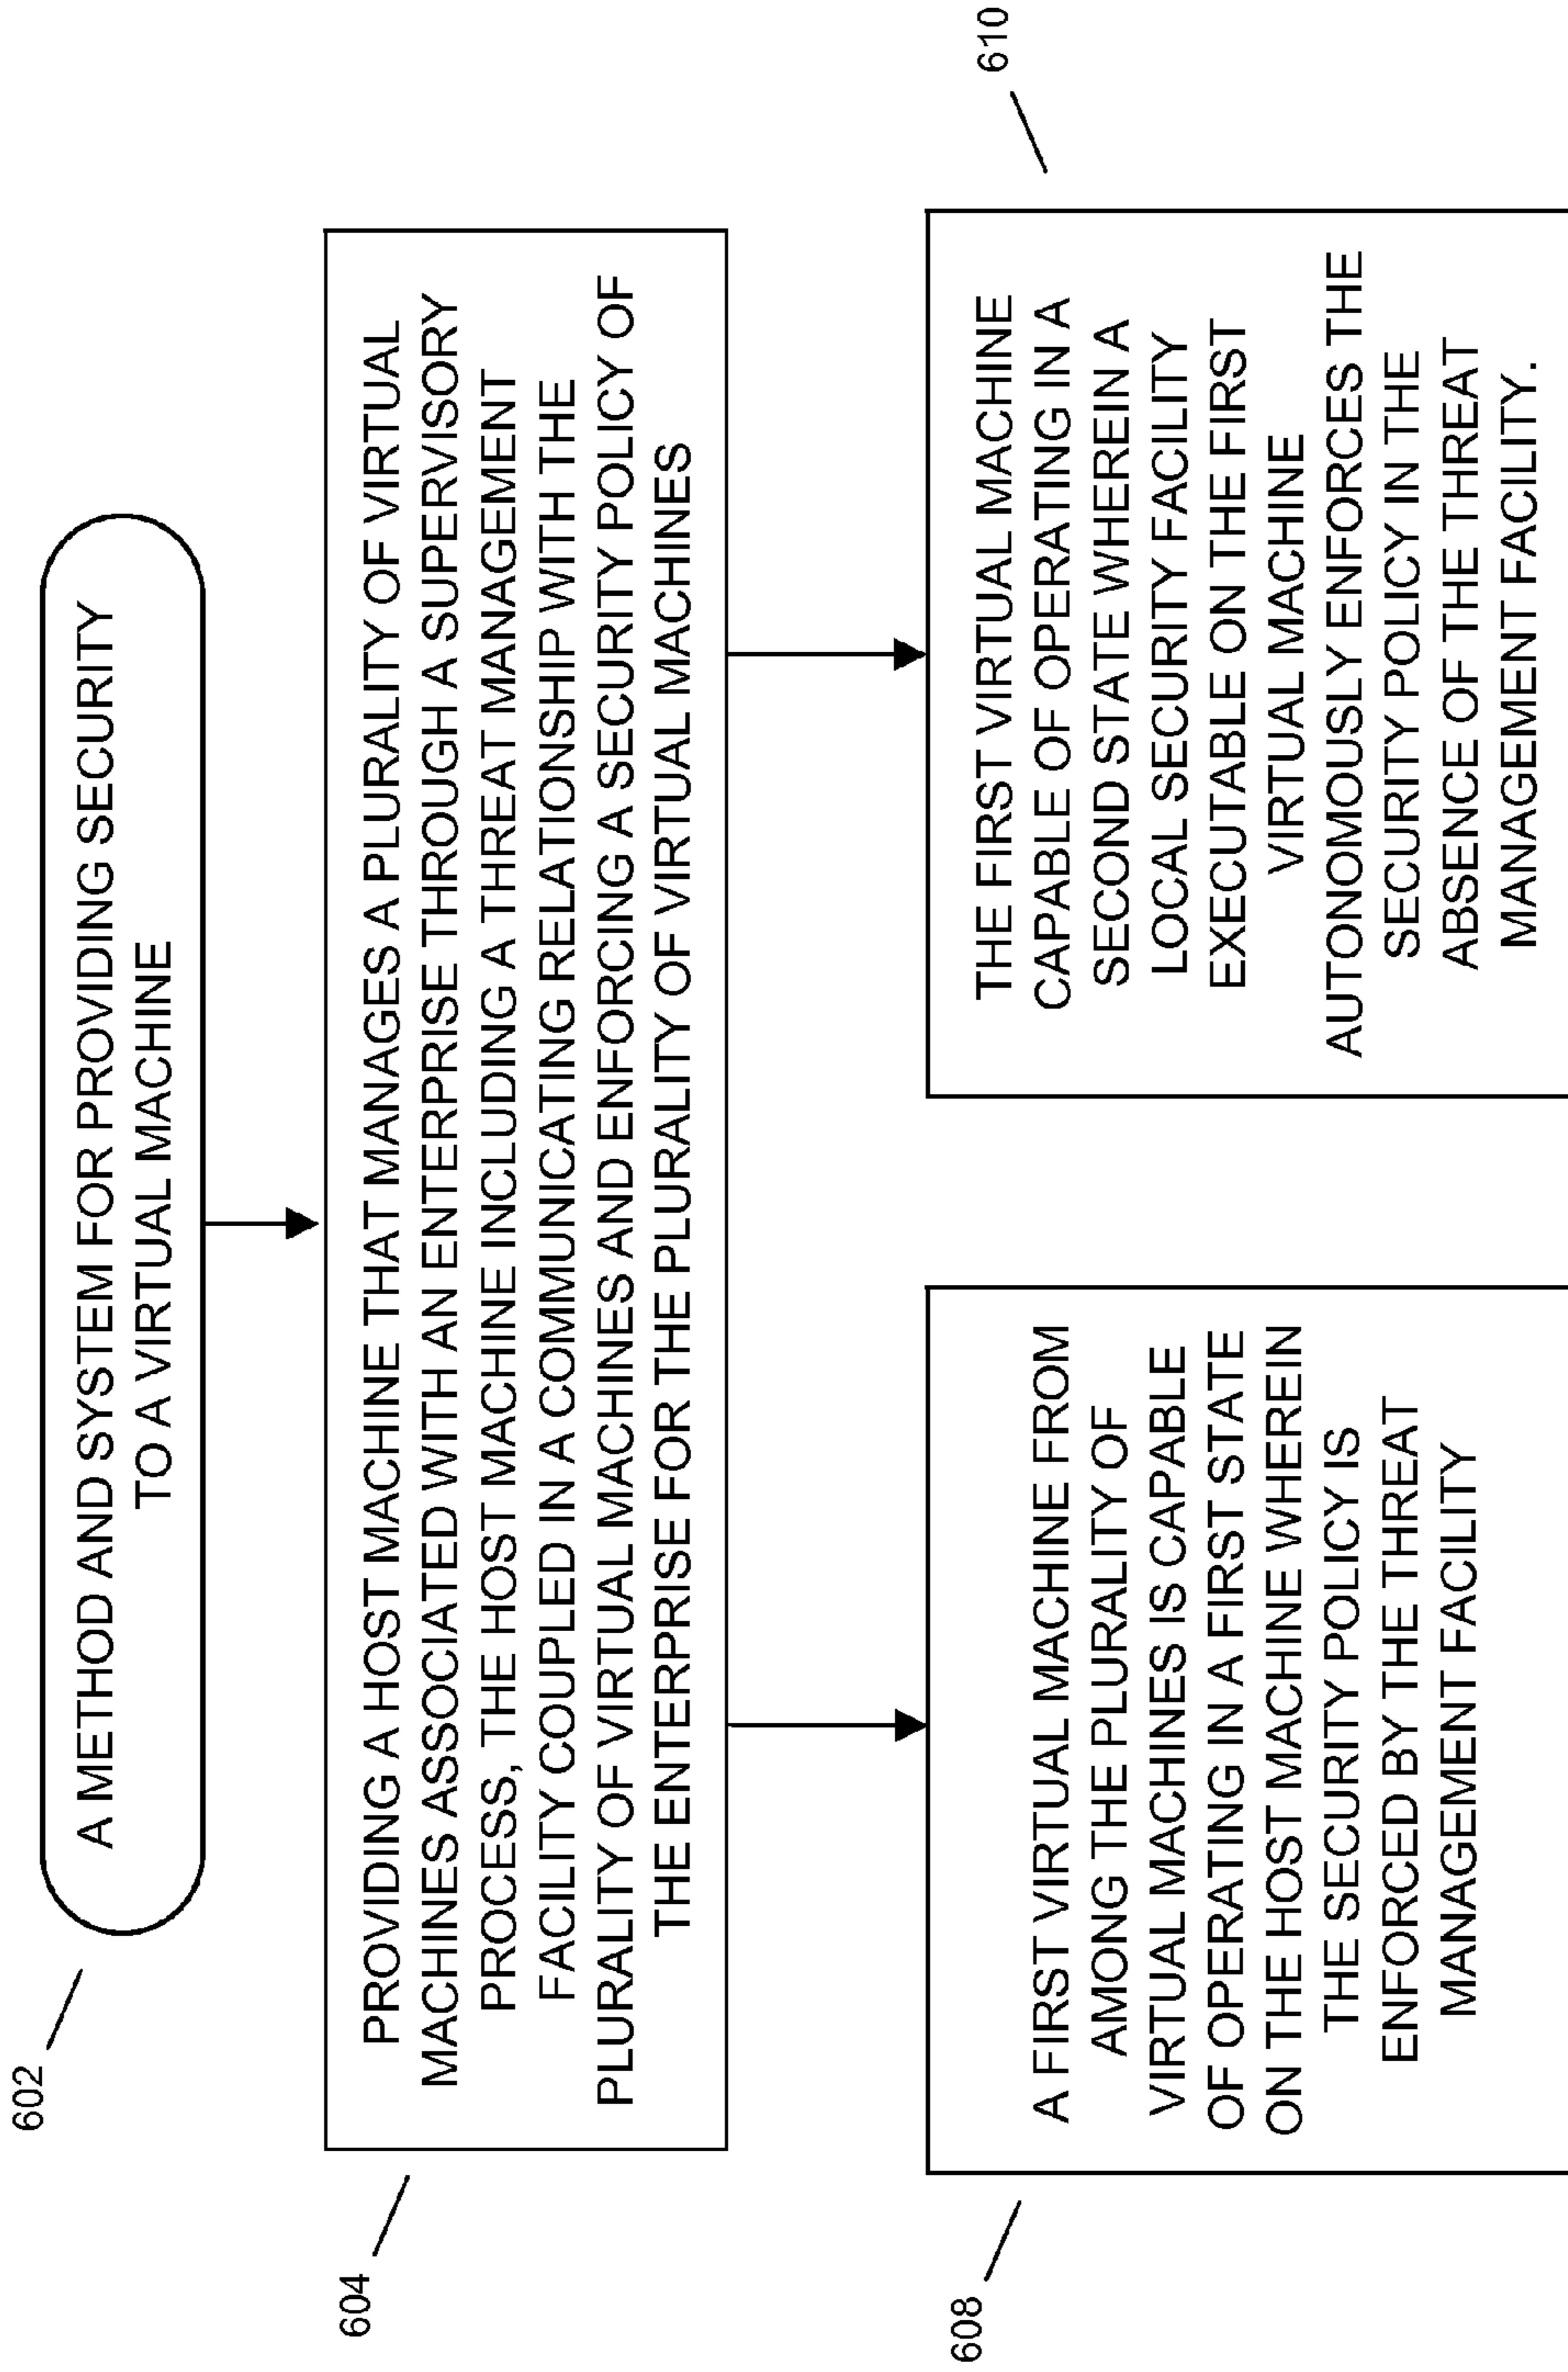 602
A METHOD AND SYSTEM FOR PROVIDING SECURITY
TO A VIRTUAL MACHINE
604
PROVIDING A HOST MACHINE THAT MANAGES A PLURALITY OF VIRTUAL
MACHINES ASSOCIATED WITH AN ENTERPRISE THROUGH A SUPERVISORY
PROCESS, THE HOST MACHINE INCLUDING A THREAT MANAGEMENT
FACILITY COUPLED IN A COMMUNICATING RELATIONSHIP WITH THE
PLURALITY OF VIRTUAL MACHINES AND ENFORCING A SECURITY POLICY OF
THE ENTERPRISE FOR THE PLURALITY OF VIRTUAL MACHINES
608
A FIRST VIRTUAL MACHINE FROM
AMONG THE PLURALITY OF
VIRTUAL MACHINES IS CAPABLE
OF OPERATING IN A FIRST STATE
ON THE HOST MACHINE WHEREIN
THE SECURITY POLICY IS
ENFORCED BY THE THREAT
MANAGEMENT FACILITY
610
THE FIRST VIRTUAL MACHINE
CAPABLE OF OPERATING IN A
SECOND STATE WHEREIN A
LOCAL SECURITY FACILITY
EXECUTABLE ON THE FIRST
VIRTUAL MACHINE
AUTONOMOUSLY ENFORCES THE
SECURITY POLICY IN THE
ABSENCE OF THE THREAT
MANAGEMENT FACILITY.